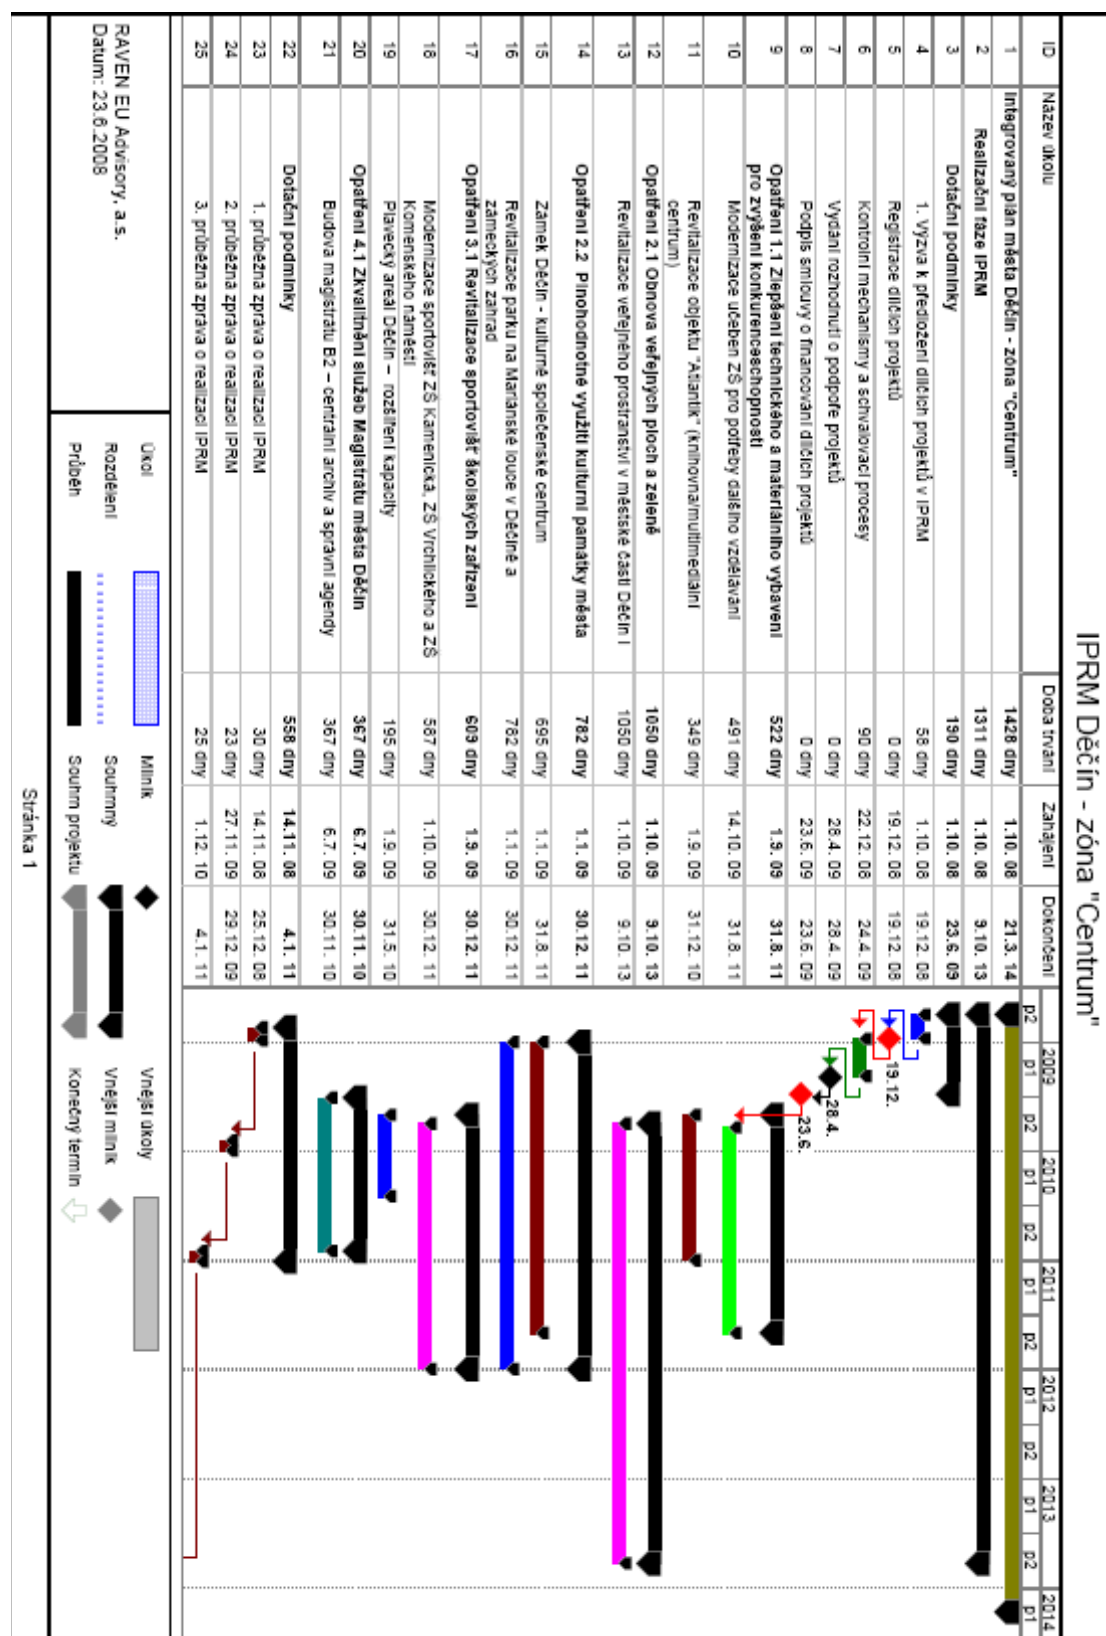 IPRM Děčín - zóna "Centrum"
ID Název úkolu Doba trvání Zahájení Dokončení 2009 2010 2011 2012 2013 2014
p2 p1 p2 p1 p2 p1 p2 p1 p2 p1 p2 p1
1 Integrovaný plán města Děčín - zóna "Centrum" 1428 dny 1.10. 08 21.3. 14
2 Realizační fáze IPRM 1311 dny 1.10. 08 9.10. 13
3 Dotační podmínky 190 dny 1.10. 08 23.6. 09
4 1. výzva k předložení dílčích projektů v IPRM 58 dny 1.10. 08 19.12. 08
5 Registrace dílčích projektů 0 dny 19.12. 08 19.12. 08 19.12.
6 Kontrolní mechanismy a schvalovací procesy 90 dny 22.12. 08 24.4. 09
7 Vydání rozhodnutí o podpoře projektů 0 dny 28.4. 09 28.4. 09 28.4.
8 Podpis smlouvy o financování dílčích projektů 0 dny 23.6. 09 23.6. 09 23.6.
9 Opatření 1.1 Zlepšení technického a materiálního vybavení
pro zvýšení konkurenceschopnosti 522 dny 1.9. 09 31.8. 11
10 Modernizace učeben ZŠ pro potřeby dalšího vzdělávání 491 dny 14.10. 09 31.8. 11
11 Revitalizace objektu "Atlantik" (knihovna/multimediální
centrum) 349 dny 1.9. 09 31.12. 10
12 Opatření 2.1 Obnova veřejných ploch a zeleně 1050 dny 1.10. 09 9.10. 13
13 Revitalizace veřejného prostranství v městské části Děčín I 1050 dny 1.10. 09 9.10. 13
14 Opatření 2.2 Plnohodnotné využití kulturní památky města 782 dny 1.1. 09 30.12. 11
15 Zámek Děčín - kulturně společenské centrum 695 dny 1.1. 09 31.8. 11
16 Revitalizace parku na Mariánské louce v Děčíně a
zámeckých zahrad 782 dny 1.1. 09 30.12. 11
17 Opatření 3.1 Revitalizace sportovišť školských zařízení 609 dny 1.9. 09 30.12. 11
18 Modernizace sportovišť ZŠ Kamenická, ZŠ Vrchlického a ZŠ
Komenského náměstí 587 dny 1.10. 09 30.12. 11
19 Plavecký areál Děčín – rozšíření kapacity 195 dny 1.9. 09 31.5. 10
20 Opatření 4.1 Zkvalitnění služeb Magistrátu města Děčín 367 dny 6.7. 09 30.11. 10
21 Budova magistrátu B2 – centrální archiv a správní agendy 367 dny 6.7. 09 30.11. 10
22 Dotační podmínky 558 dny 14.11. 08 4.1. 11
23 1. průběžná zpráva o realizaci IPRM 30 dny 14.11. 08 25.12. 08
24 2. průběžná zpráva o realizaci IPRM 23 dny 27.11. 09 29.12. 09
25 3. průběžná zpráva o realizaci IPRM 25 dny 1.12. 10 4.1. 11
RAVEN EU Advisory, a.s.
Datum: 23.6.2008
Úkol Milník Vnější úkoly
Rozdělení Souhrnný Vnější milník
Průběh Souhrn projektu Konečný termín
Stránka 1